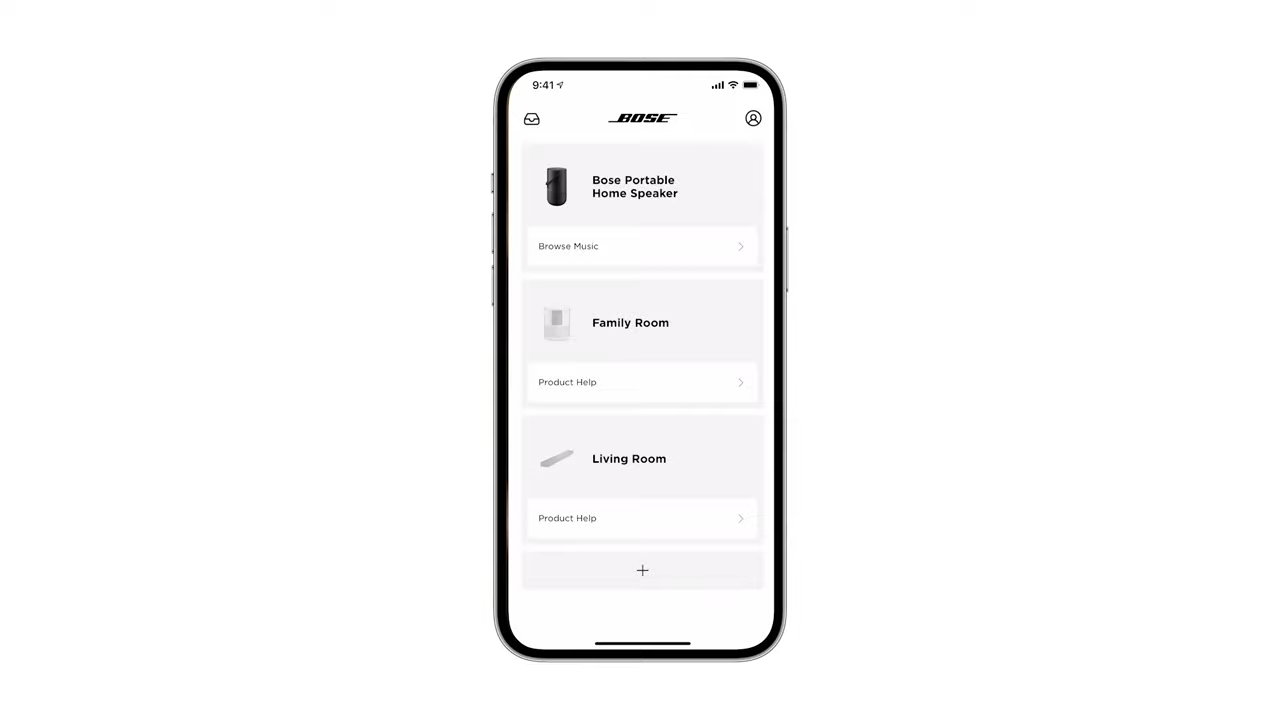 9:41
BOSE
Bose Portable
Home Speaker
Browse Music
Family Room
Product Help
Living Room
Product Help